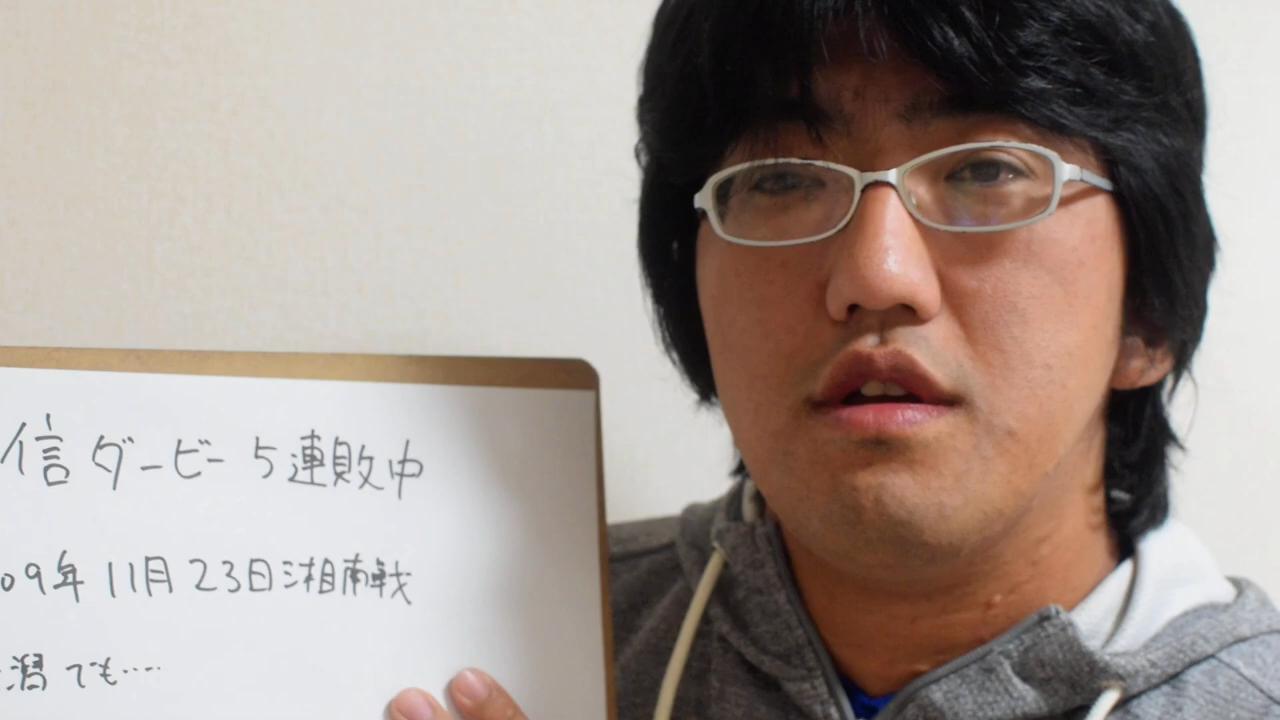 信ダービー 5連敗中
09年 11月 23日 湘南戦
潟でも……